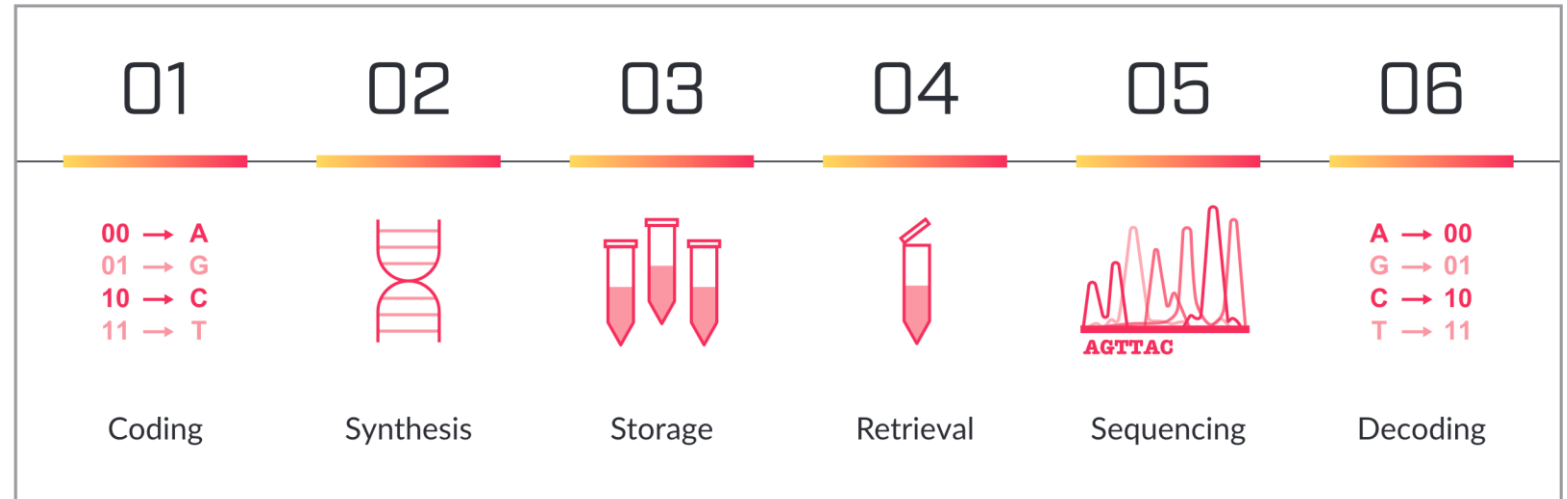 01 02 03 04 05 06
00 → A
01 → G
10 → C
11 → T
AGTTAC
A → 00
G → 01
C → 10
T → 11
Coding Synthesis Storage Retrieval Sequencing Decoding